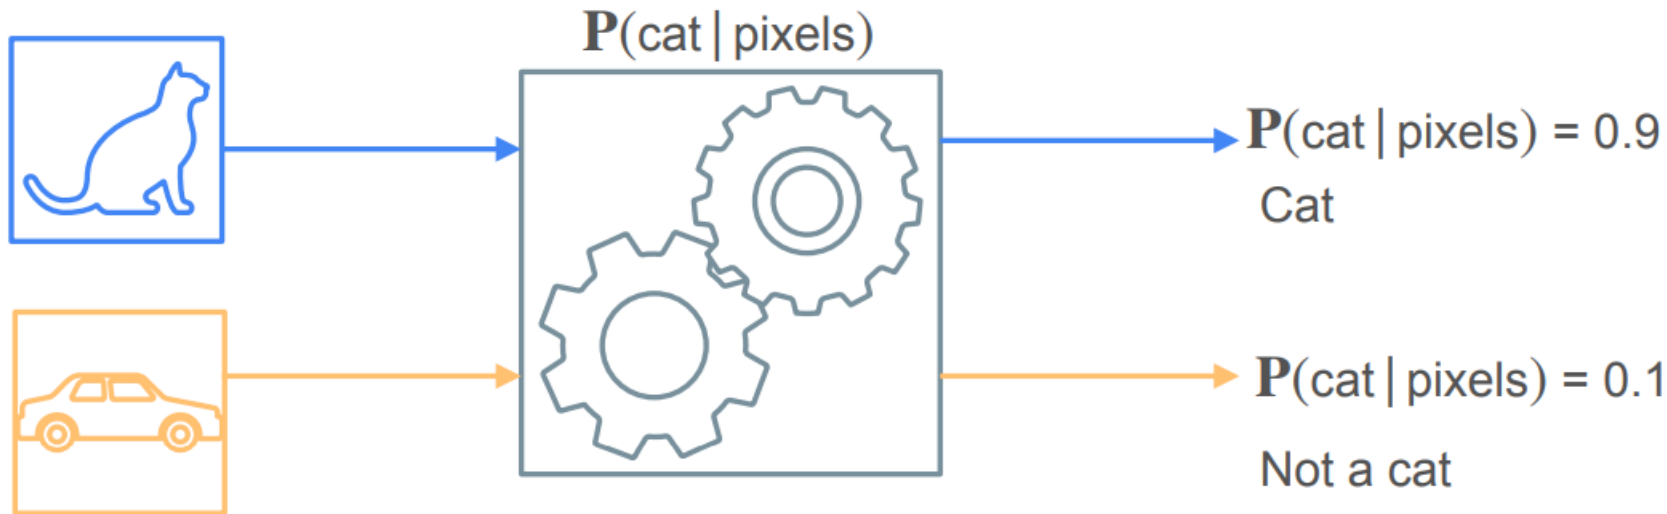 P(cat | pixels)
P(cat | pixels) = 0.9
Cat
P(cat | pixels) = 0.1
Not a cat